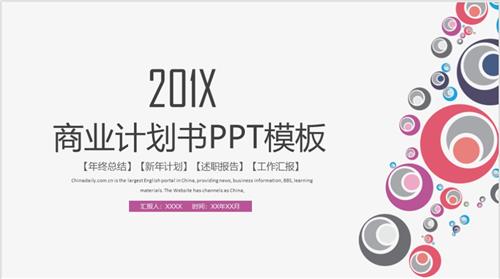 201X
商业计划书PPT模板
【年终总结】【新年计划】【述职报告】【工作汇报】
Chinadaily.com.cn is the largest English portal in China, providing news, business information, BBS, learning
materials. The Website has channels as China,
汇报人：XXXX 时间：XX年XX月